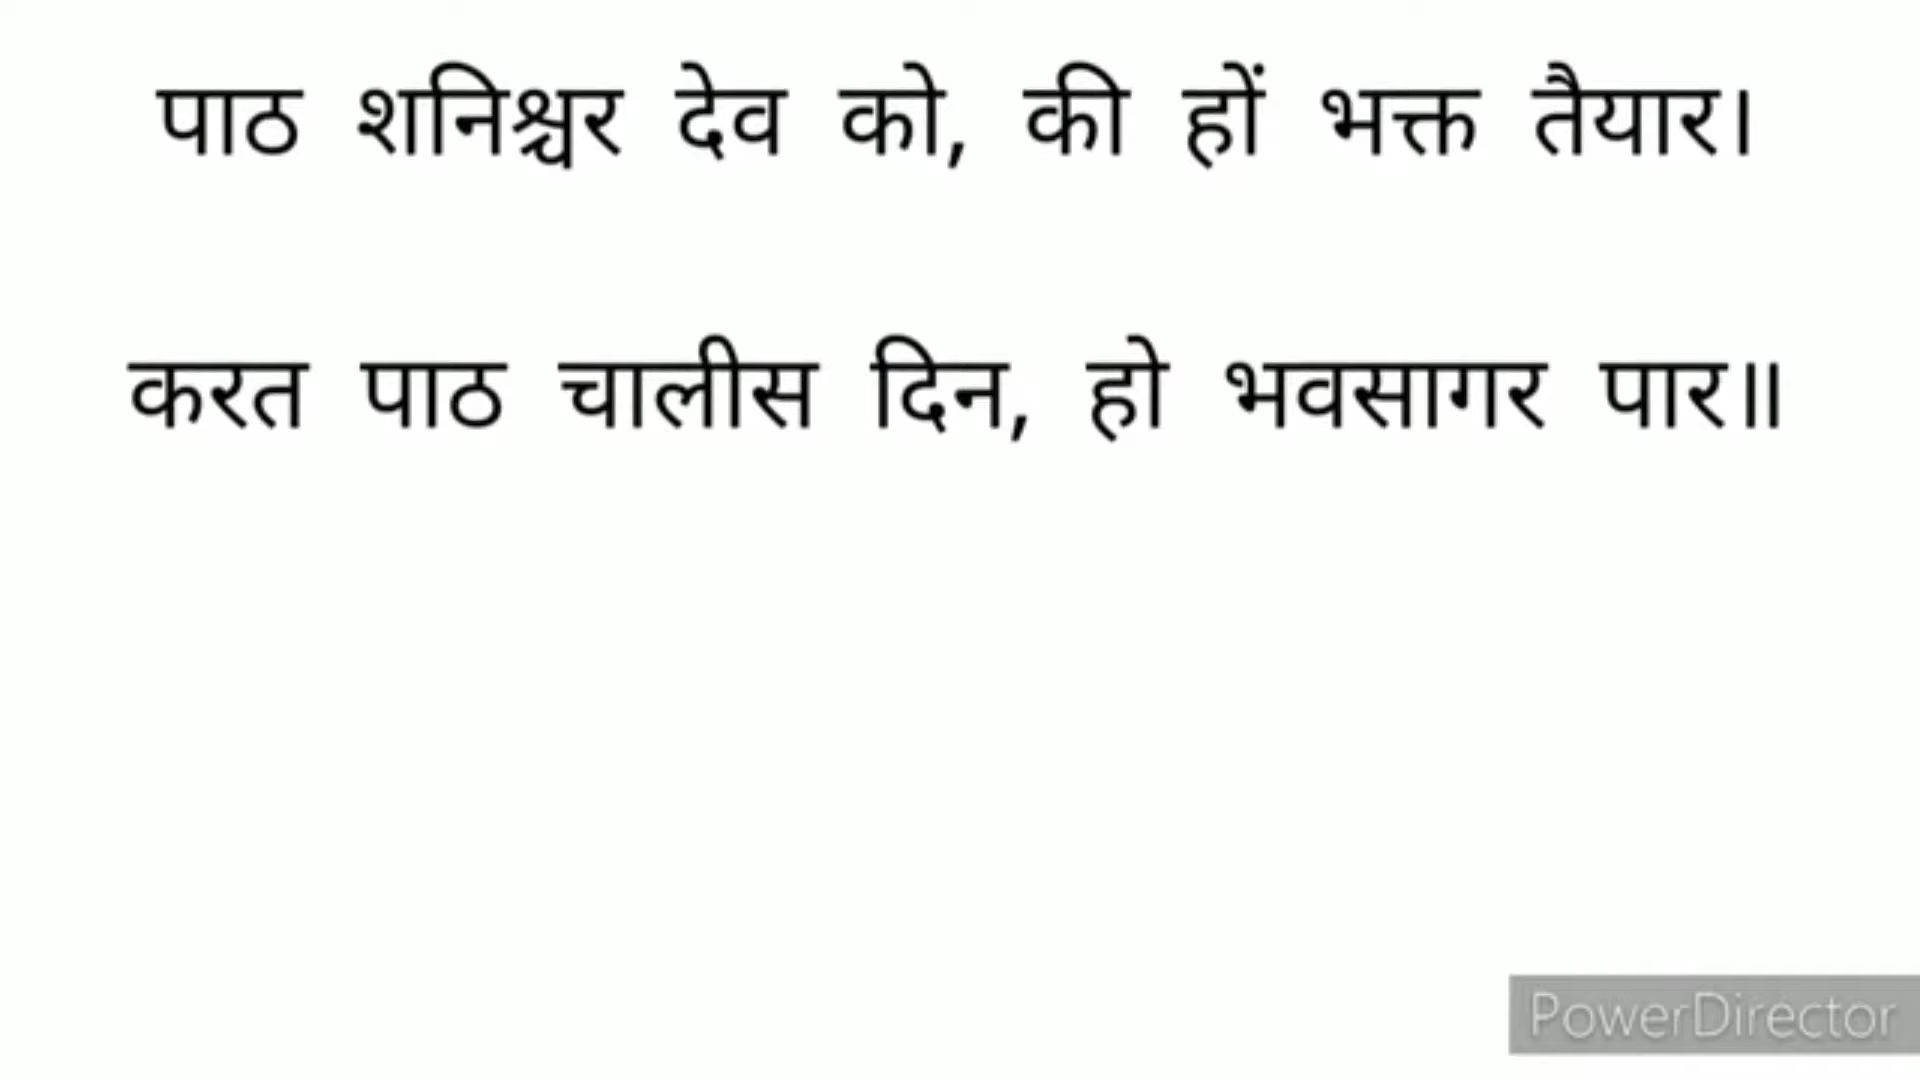 पाठ शनिश्चर देव को, की हों भक्त तैयार।
करत पाठ चालीस दिन, हो भवसागर पार॥
PowerDirector